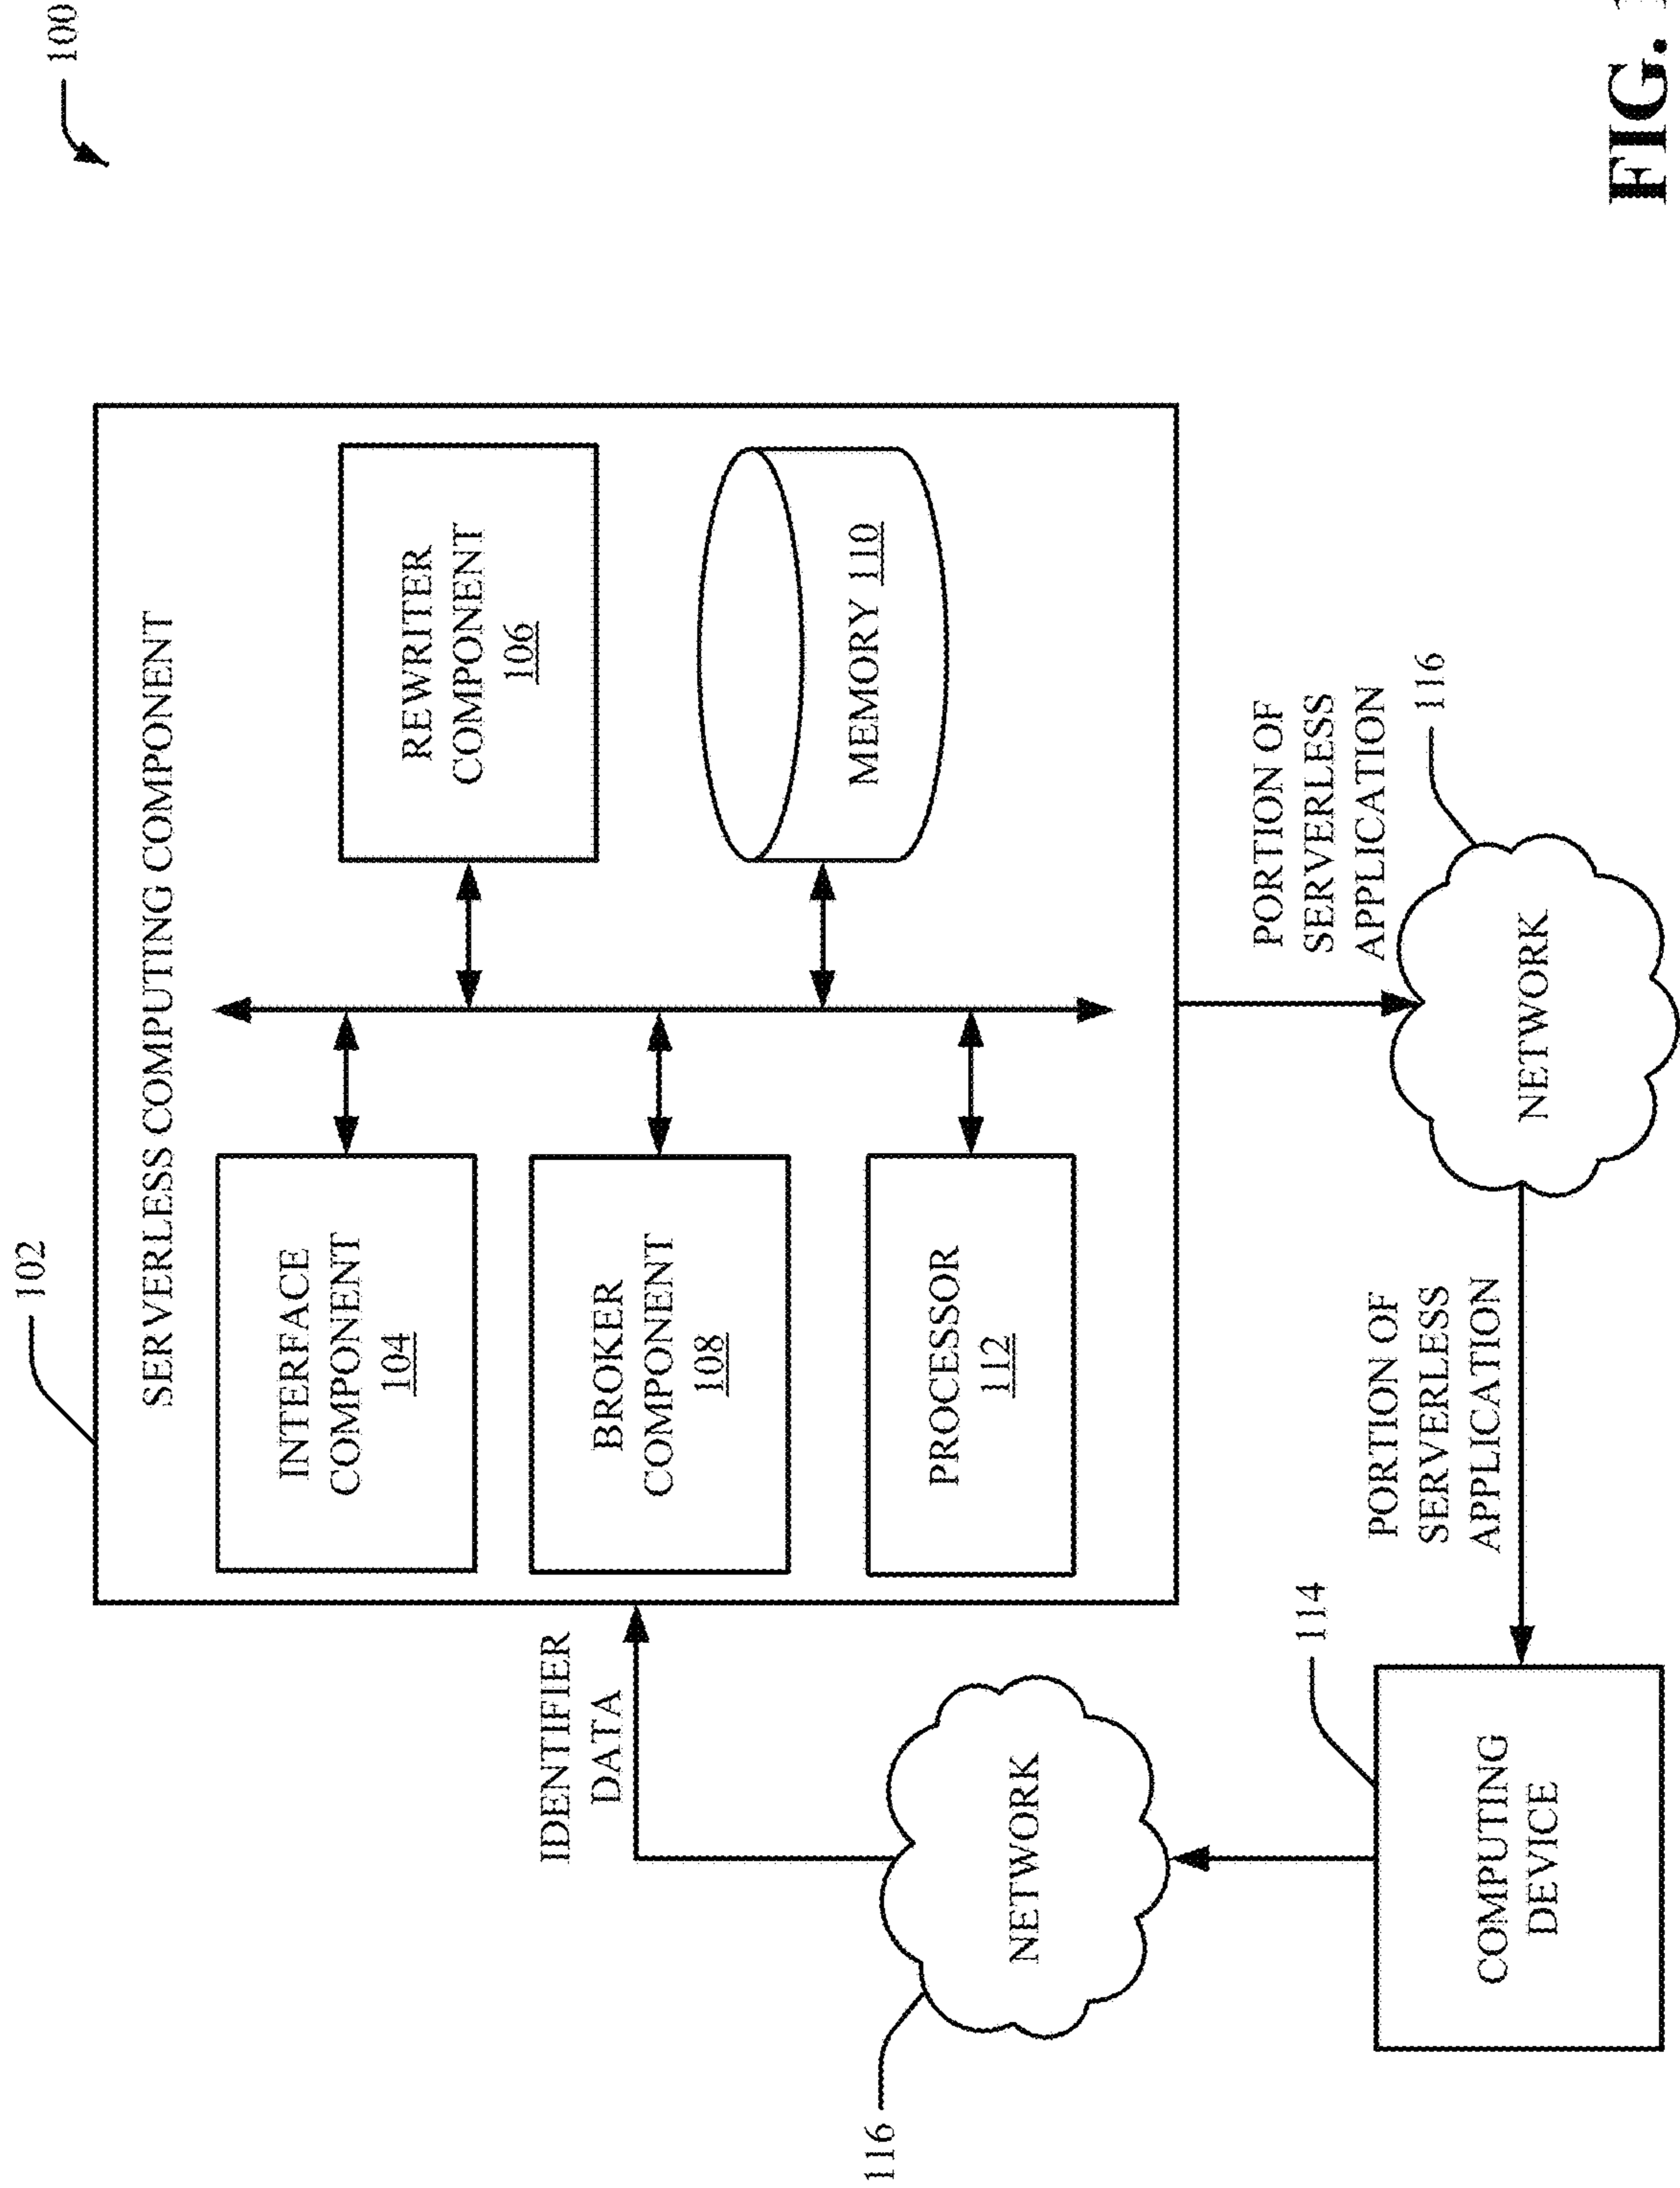 100
102
SERVERLESS COMPUTING COMPONENT
INTERFACE
COMPONENT
104
REWRITER
COMPONENT
106
BROKER
COMPONENT
108
MEMORY 110
PROCESSOR
112
IDENTIFIER
DATA
PORTION OF
SERVERLESS
APPLICATION
116
NETWORK
116
NETWORK
PORTION OF
SERVERLESS
APPLICATION
114
COMPUTING
DEVICE
FIG.